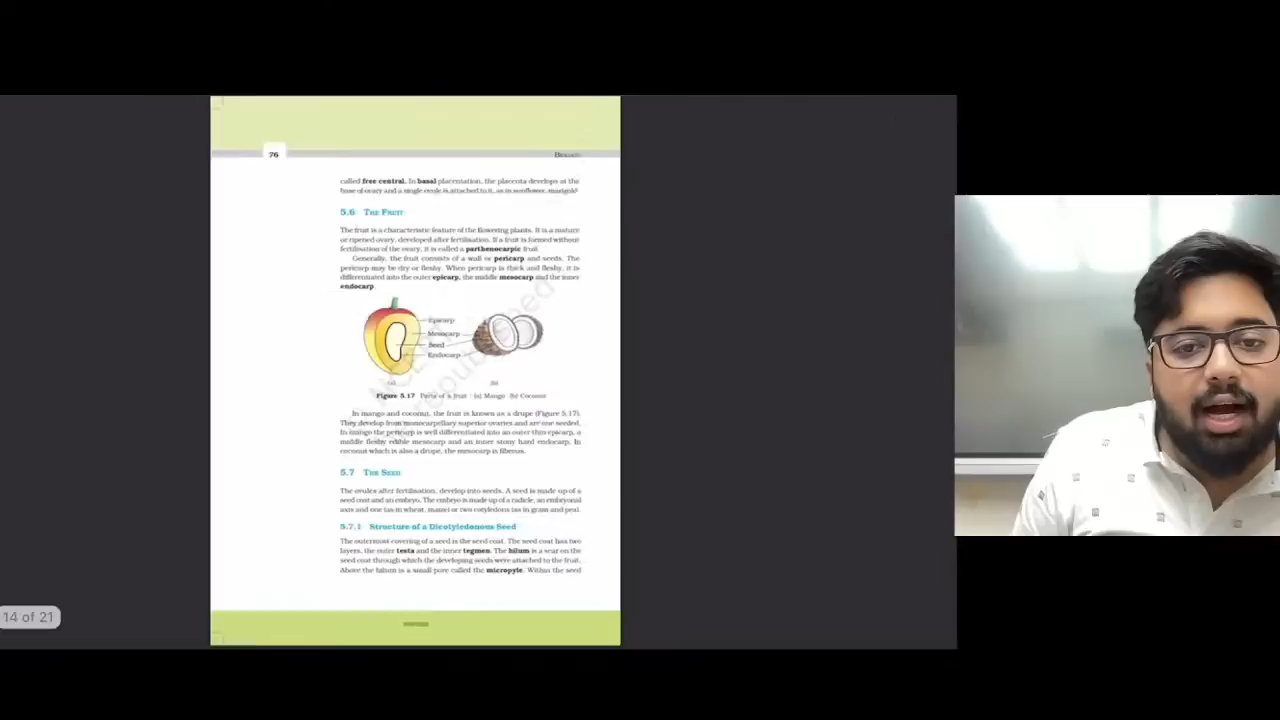 76
Biology
called free central. In basal placentation, the placenta develops at the
base of ovary and a single ovule is attached to it, as in sunflower, marigold
5.6 The Fruit
The fruit is a characteristic feature of the flowering plants. It is a mature
or ripened ovary, developed after fertilisation. If a fruit is formed without
fertilisation of the ovary, it is called a parthenocarpic fruit
Generally, the fruit consists of a wall or pericarp and seeds. The
pericarp may be dry or fleshy. When pericarp is thick and fleshy, it is
differentiated into the outer epicarp, the middle mesocarp and the inner
endocarp.
Epicarp
Mesocarp
Seed
Endocarp
(a)
(b)
Figure 5.17 Parts of a fruit : (a) Mango (b) Coconut
In mango and coconut, the fruit is known as a drupe (Figure 5.17).
They develop from monocarpellary superior ovaries and are one seeded.
In mango the pericarp is well differentiated into an outer thin epicarp, a
middle fleshy edible mesocarp and an inner stony hard endocarp. In
coconut which is also a drupe, the mesocarp is fibrous.
5.7 The Seed
The ovules after fertilisation, develop into seeds. A seed is made up of a
seed coat and an embryo. The embryo is made up of a radicle, an embryonal
axis and one (as in wheat, maize) or two cotyledons (as in gram and pea).
5.7.1 Structure of a Dicotyledonous Seed
The outermost covering of a seed is the seed coat. The seed coat has two
layers, the outer testa and the inner tegmen. The hilum is a scar on the
seed coat through which the developing seeds were attached to the fruit.
Above the hilum is a small pore called the micropyle. Within the seed
14 of 21